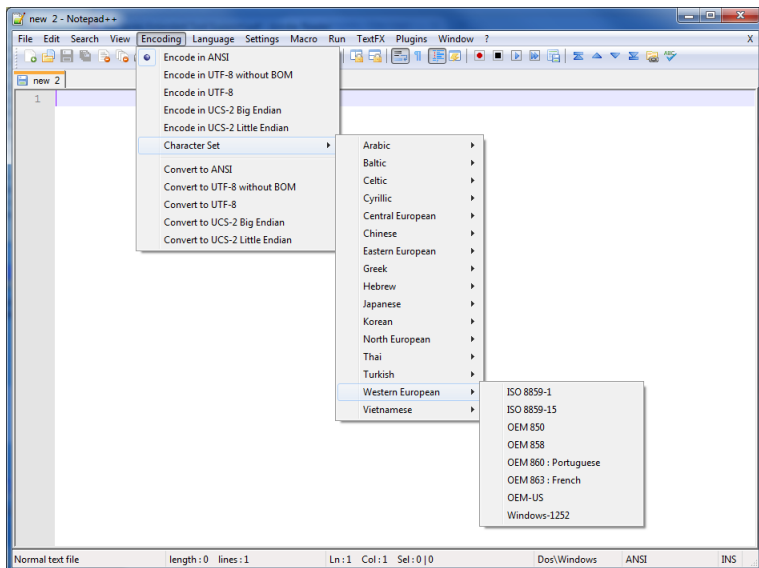 new 2 - Notepad++
File Edit Search View Encoding Language Settings Macro Run TextFX Plugins Window ? X
new 2
1
Encode in ANSI
Encode in UTF-8 without BOM
Encode in UTF-8
Encode in UCS-2 Big Endian
Encode in UCS-2 Little Endian
Character Set
Convert to ANSI
Convert to UTF-8 without BOM
Convert to UTF-8
Convert to UCS-2 Big Endian
Convert to UCS-2 Little Endian
Arabic
Baltic
Celtic
Cyrillic
Central European
Chinese
Eastern European
Greek
Hebrew
Japanese
Korean
North European
Thai
Turkish
Western European
Vietnamese
ISO 8859-1
ISO 8859-15
OEM 850
OEM 858
OEM 860 : Portuguese
OEM 863 : French
OEM-US
Windows-1252
Normal text file length : 0 lines : 1 Ln : 1 Col : 1 Sel : 0 | 0 Dos\Windows ANSI INS